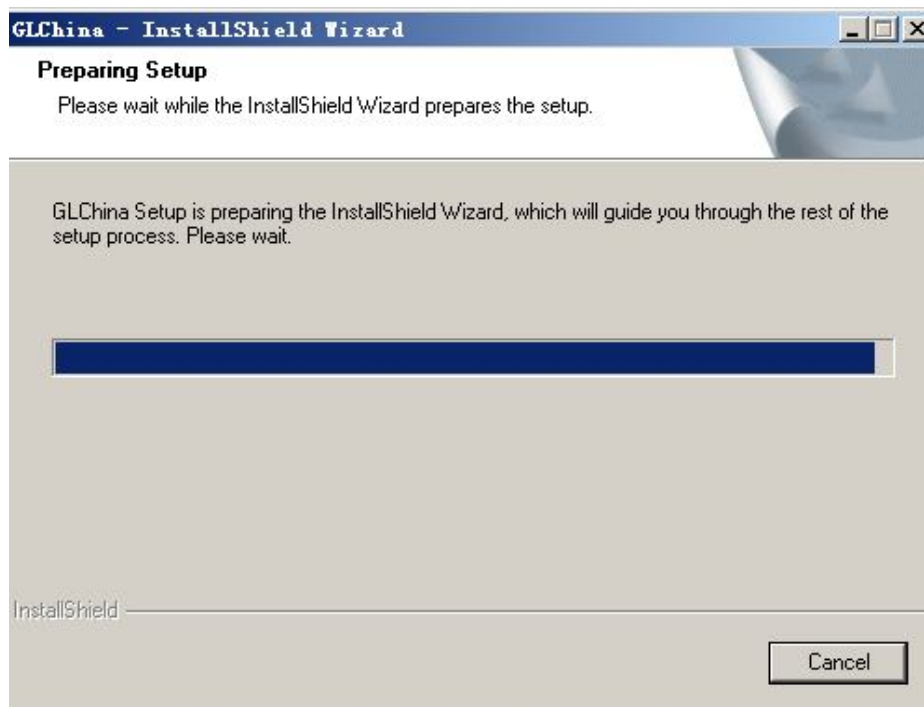 GLChina - InstallShield Wizard
Preparing Setup
Please wait while the InstallShield Wizard prepares the setup.
GLChina Setup is preparing the InstallShield Wizard, which will guide you through the rest of the
setup process. Please wait.
InstallShield
Cancel